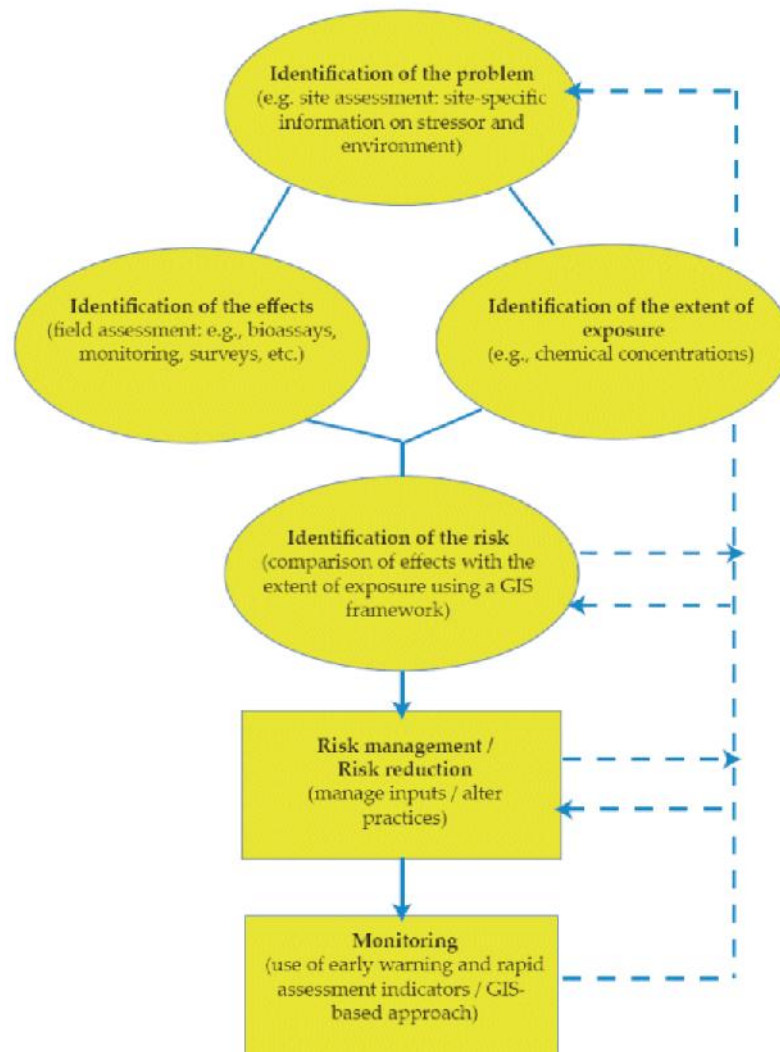 Identification of the problem
(e.g. site assessment: site-specific
information on stressor and
environment)
Identification of the effects
(field assessment: e.g., bioassays,
monitoring, surveys, etc.)
Identification of the extent of
exposure
(e.g., chemical concentrations)
Identification of the risk
(comparison of effects with the
extent of exposure using a GIS
framework)
Risk management /
Risk reduction
(manage inputs / alter
practices)
Monitoring
(use of early warning and rapid
assessment indicators / GIS-
based approach)